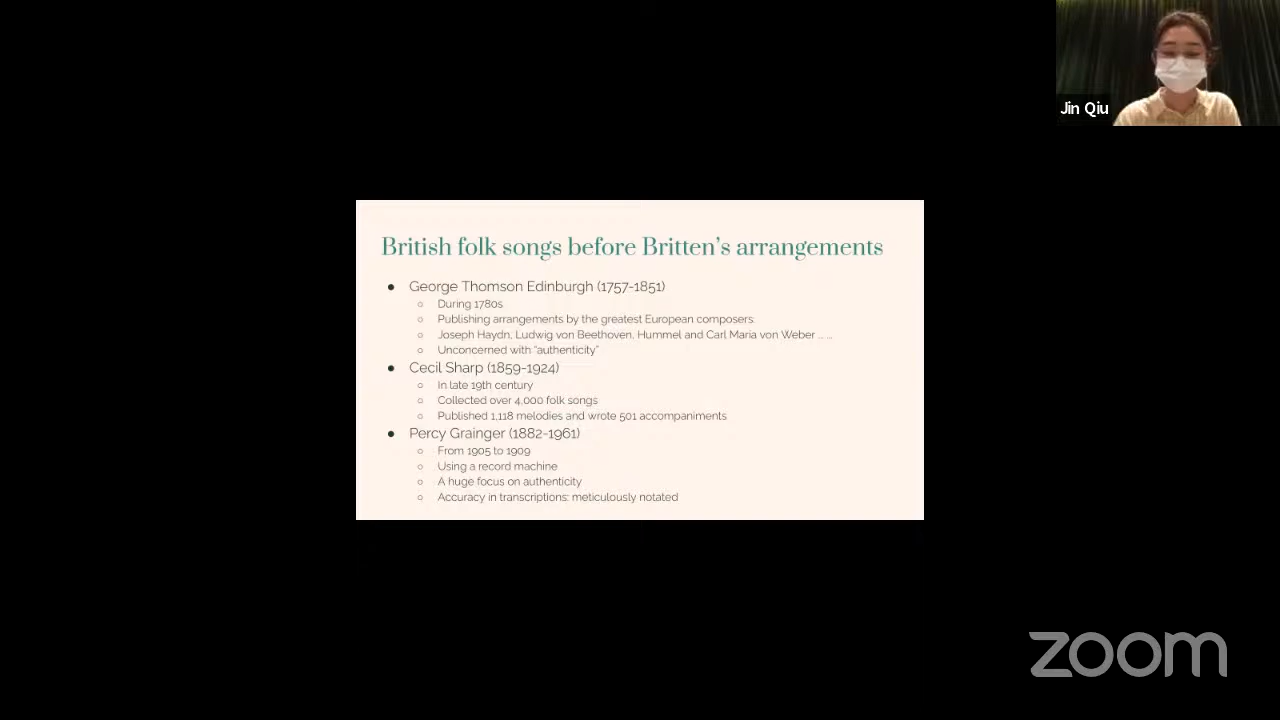 Jin Qiu
British folk songs before Britten's arrangements
● George Thomson Edinburgh (1757-1851)
○ During 1780s
○ Publishing arrangements by the greatest European composers:
○ Joseph Haydn, Ludwig von Beethoven, Hummel and Carl Maria von Weber ... ...
○ Unconcerned with "authenticity"
● Cecil Sharp (1859-1924)
○ In late 19th century
○ Collected over 4,000 folk songs
○ Published 1,118 melodies and wrote 501 accompaniments
● Percy Grainger (1882-1961)
○ From 1905 to 1909
○ Using a record machine
○ A huge focus on authenticity
○ Accuracy in transcriptions: meticulously notated
zoom